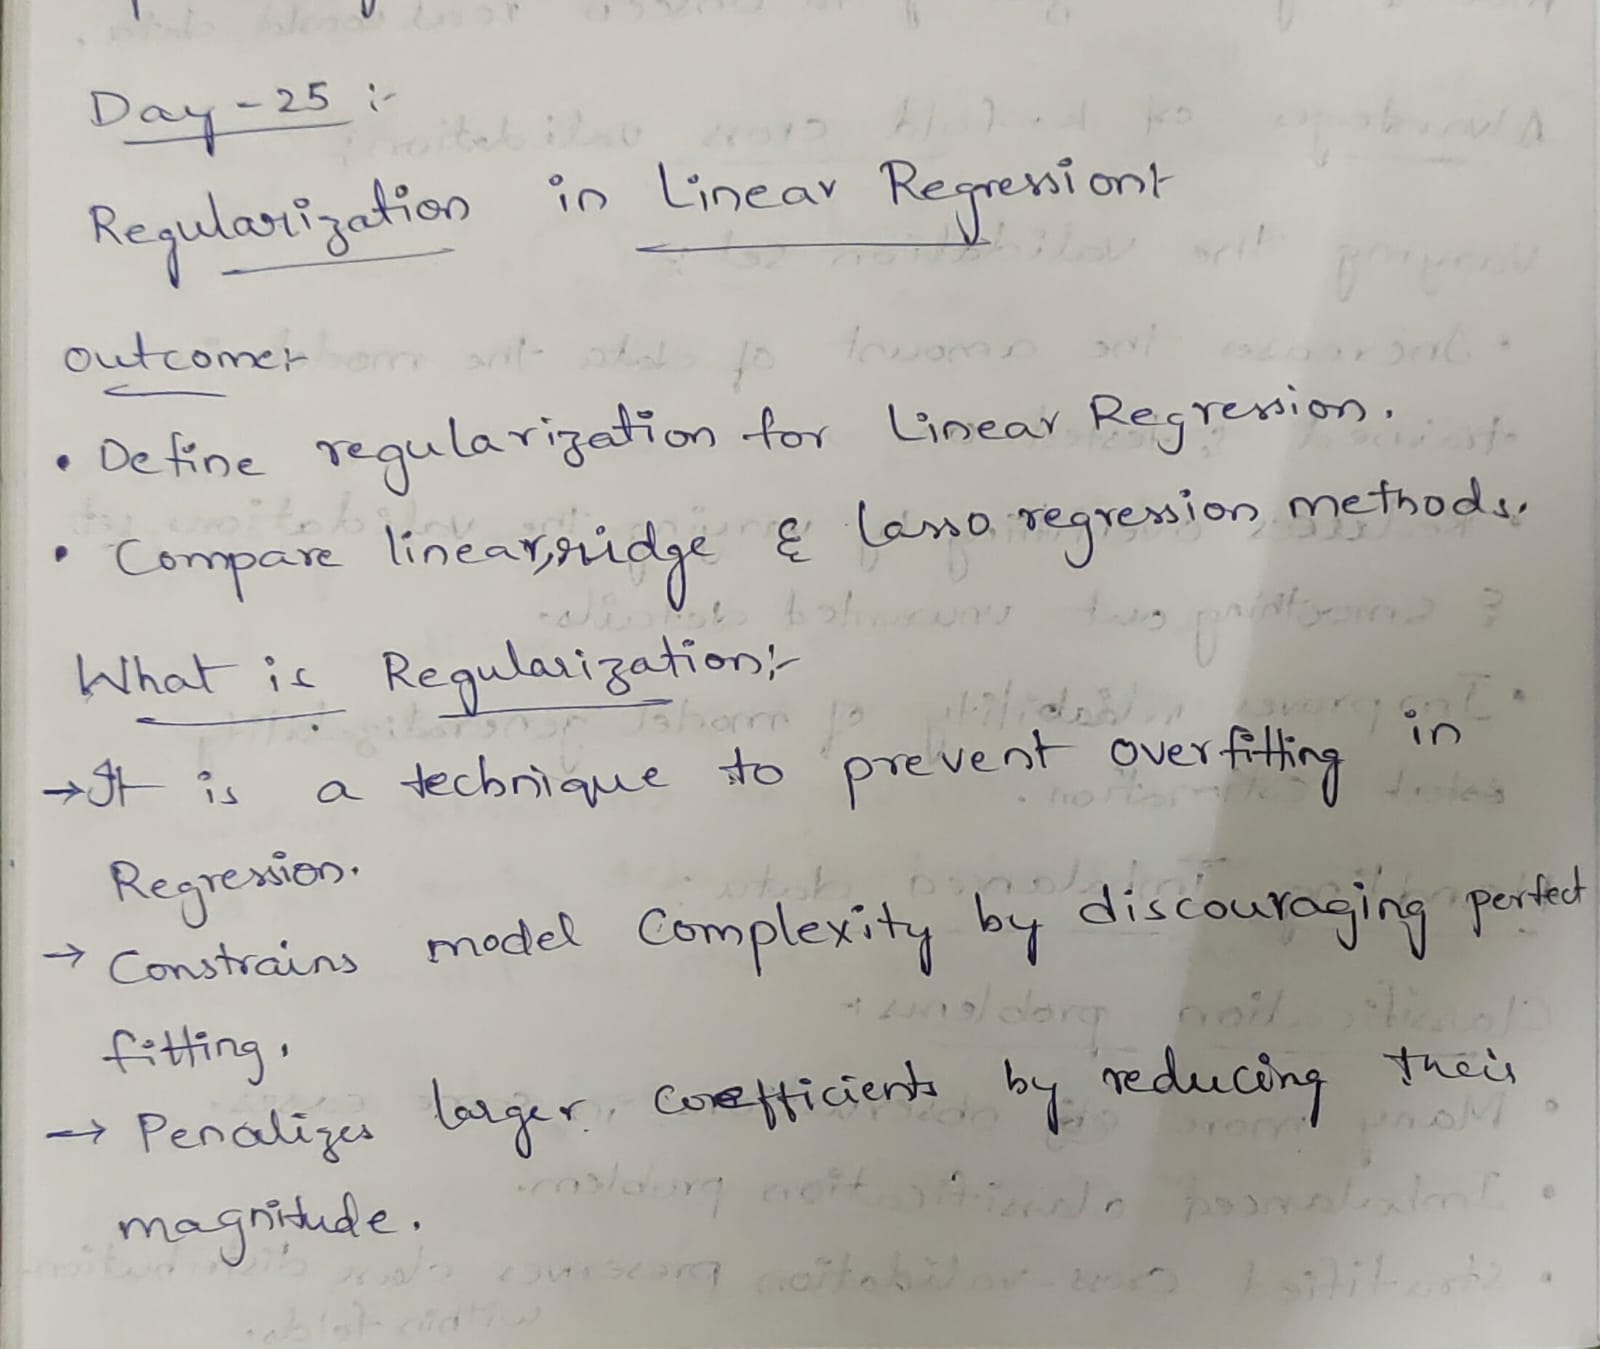 Day - 25 :-
Regularization in Linear Regression:-
outcome:-
• Define regularization for Linear Regression.
• Compare linear, ridge & lasso regression methods.
What is Regularization:-
→ It is a technique to prevent overfitting in
Regression.
→ Constrains model Complexity by discouraging perfect
fitting.
→ Penalizes larger coefficients by reducing their
magnitude.